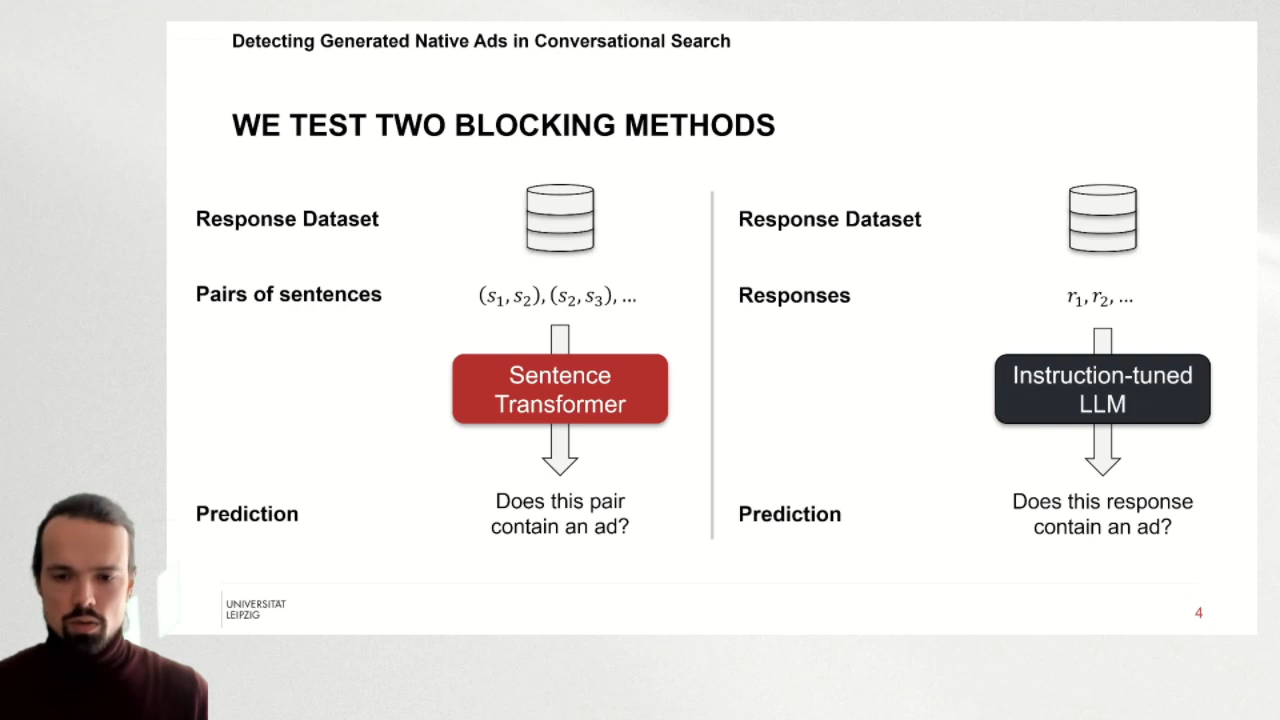 Detecting Generated Native Ads in Conversational Search
WE TEST TWO BLOCKING METHODS
Response Dataset
Pairs of sentences
(s₁, s₂), (s₂, s₃), ...
Sentence
Transformer
Prediction
Does this pair
contain an ad?
Response Dataset
Responses
r₁, r₂, ...
Instruction-tuned
LLM
Prediction
Does this response
contain an ad?
UNIVERSITÄT
LEIPZIG
4